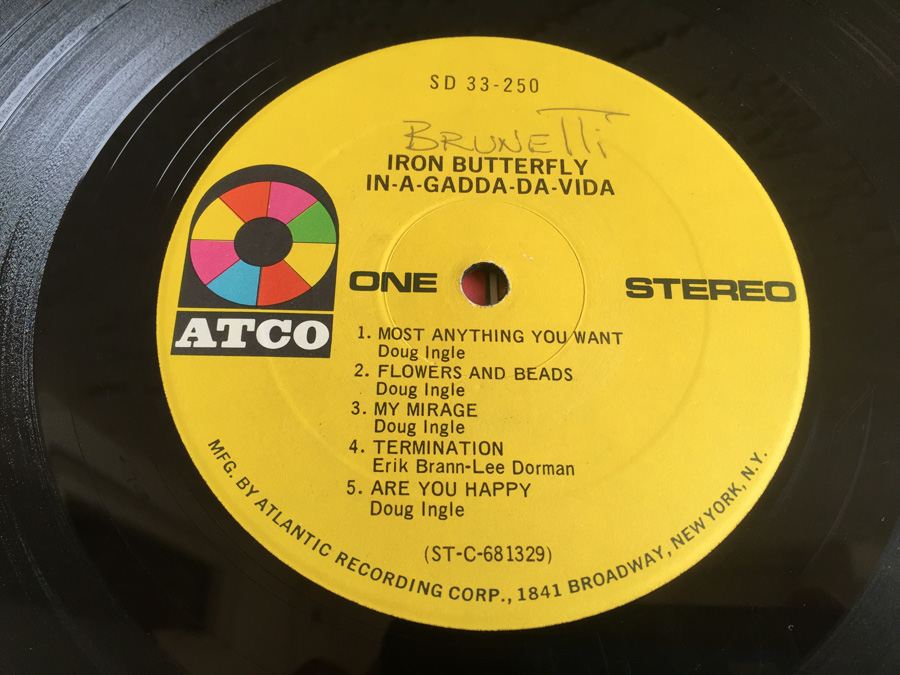 SD 33-250
BRUNETTi
IRON BUTTERFLY
IN-A-GADDA-DA-VIDA
ATCO
ONE
STEREO
1. MOST ANYTHING YOU WANT
Doug Ingle
2. FLOWERS AND BEADS
Doug Ingle
3. MY MIRAGE
Doug Ingle
4. TERMINATION
Erik Brann-Lee Dorman
5. ARE YOU HAPPY
Doug Ingle
(ST-C-681329)
MFG. BY ATLANTIC RECORDING CORP., 1841 BROADWAY, NEW YORK, N.Y.